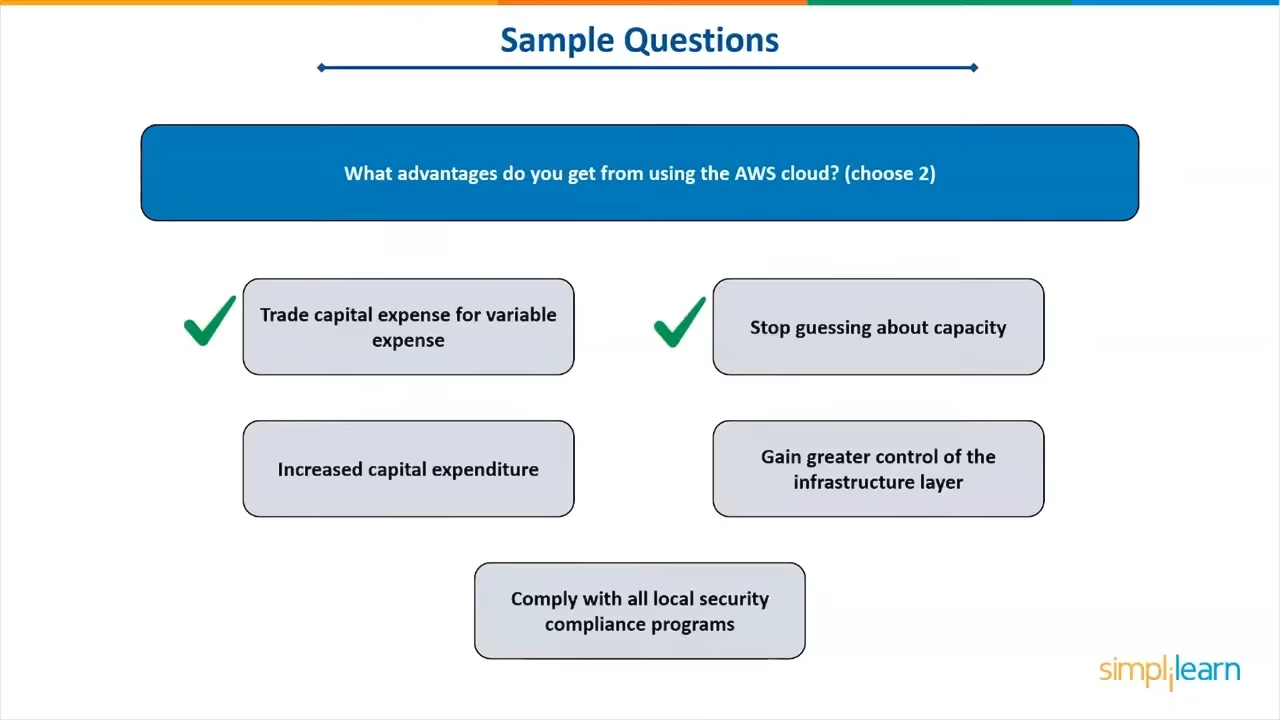 Sample Questions
What advantages do you get from using the AWS cloud? (choose 2)
Trade capital expense for variable
expense
Stop guessing about capacity
Increased capital expenditure
Gain greater control of the
infrastructure layer
Comply with all local security
compliance programs
simplilearn